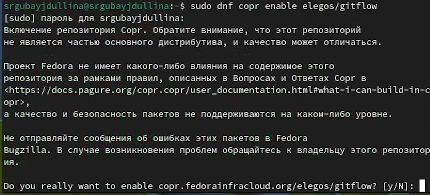 srgubayjdullina@srgubayjdullina:~$ sudo dnf copr enable elegos/gitflow
[sudo] пароль для srgubayjdullina:
Включение репозитория Copr. Обратите внимание, что этот репозиторий
не является частью основного дистрибутива, и качество может отличаться.
Проект Fedora не имеет какого-либо влияния на содержимое этого
репозитория за рамками правил, описанных в Вопросах и Ответах Copr в
<https://docs.pagure.org/copr.copr/user_documentation.html#what-i-can-build-in-c
opr>,
а качество и безопасность пакетов не поддерживаются на каком-либо уровне.
Не отправляйте сообщения об ошибках этих пакетов в Fedora
Bugzilla. В случае возникновения проблем обращайтесь к владельцу этого репозитор
ия.
Do you really want to enable copr.fedorainfracloud.org/elegos/gitflow? [y/N]: